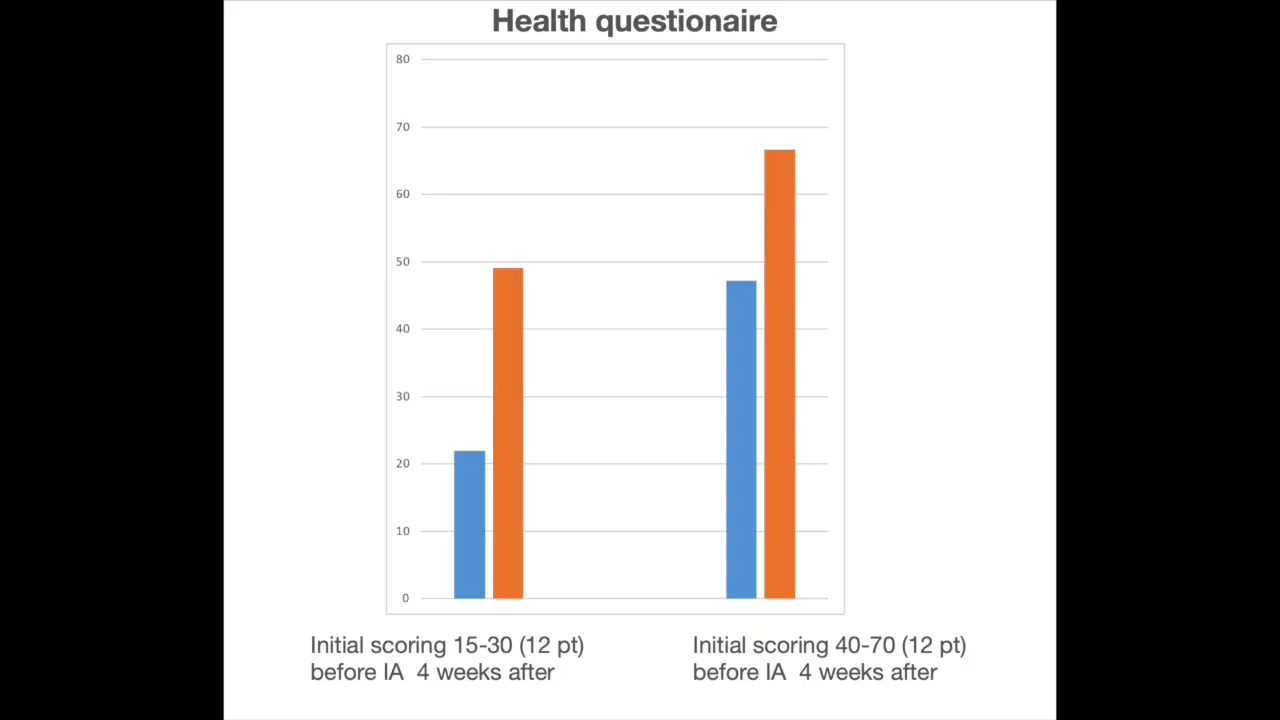 Health questionaire
80
70
60
50
40
30
20
10
0
Initial scoring 15-30 (12 pt)
before IA  4 weeks after
Initial scoring 40-70 (12 pt)
before IA  4 weeks after